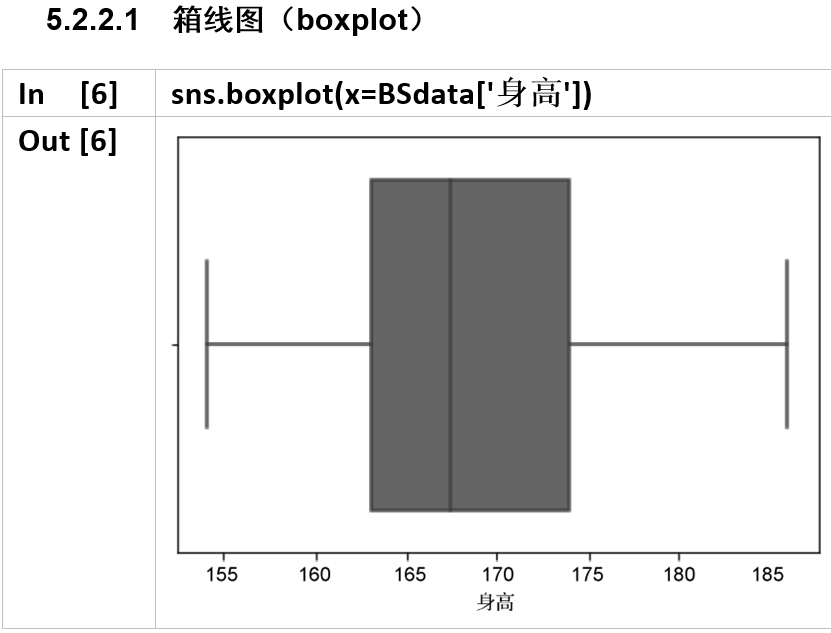 5.2.2.1 箱线图（boxplot）
In [6] sns.boxplot(x=BSdata['身高'])
Out [6]
155 160 165 170 175 180 185
身高